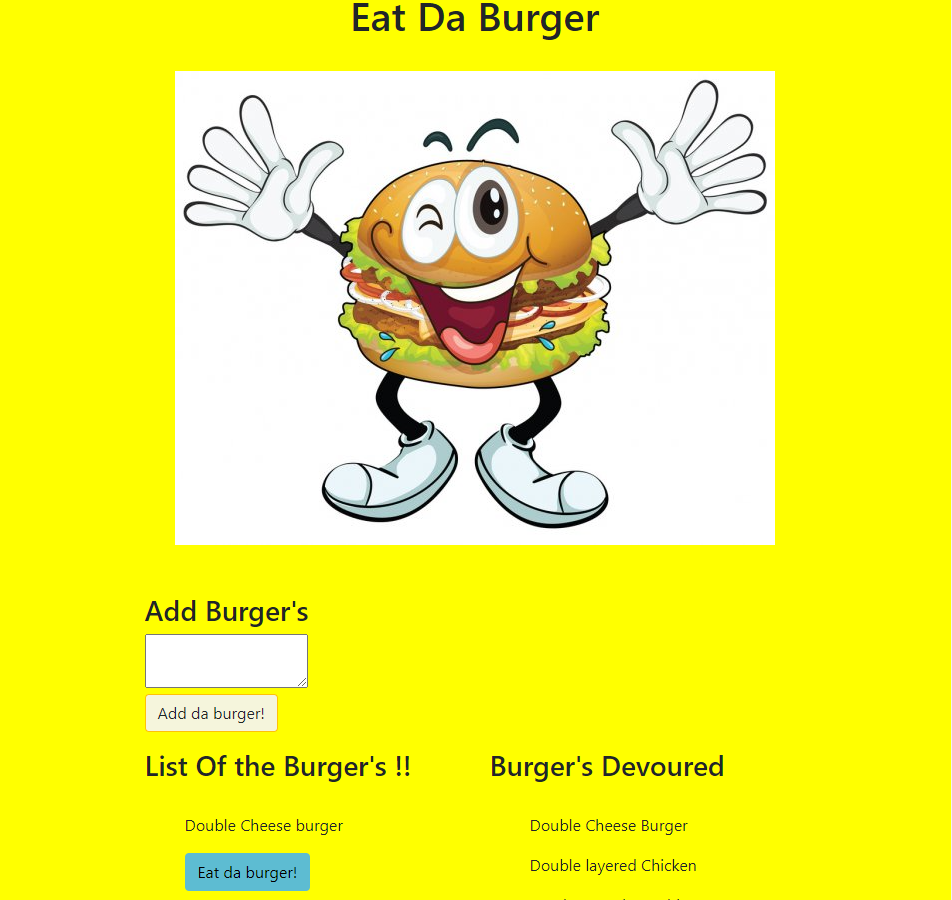 Eat Da Burger
Add Burger's
Add da burger!
List Of the Burger's !!
Double Cheese burger
Eat da burger!
Burger's Devoured
Double Cheese Burger
Double layered Chicken